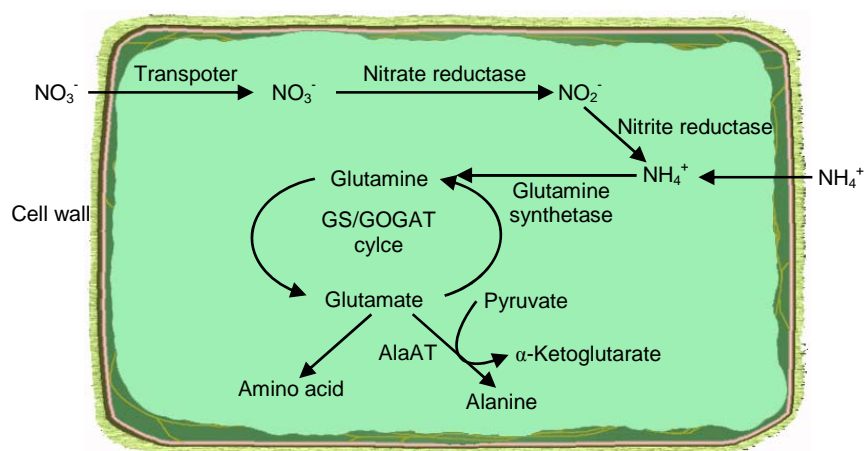 Transpoter
Nitrate reductase
NO₃⁻
NO₃⁻
NO₂⁻
Nitrite reductase
Glutamine
NH₄⁺
NH₄⁺
Glutamine
synthetase
Cell wall
GS/GOGAT
cylce
Glutamate
Pyruvate
AlaAT
α-Ketoglutarate
Amino acid
Alanine